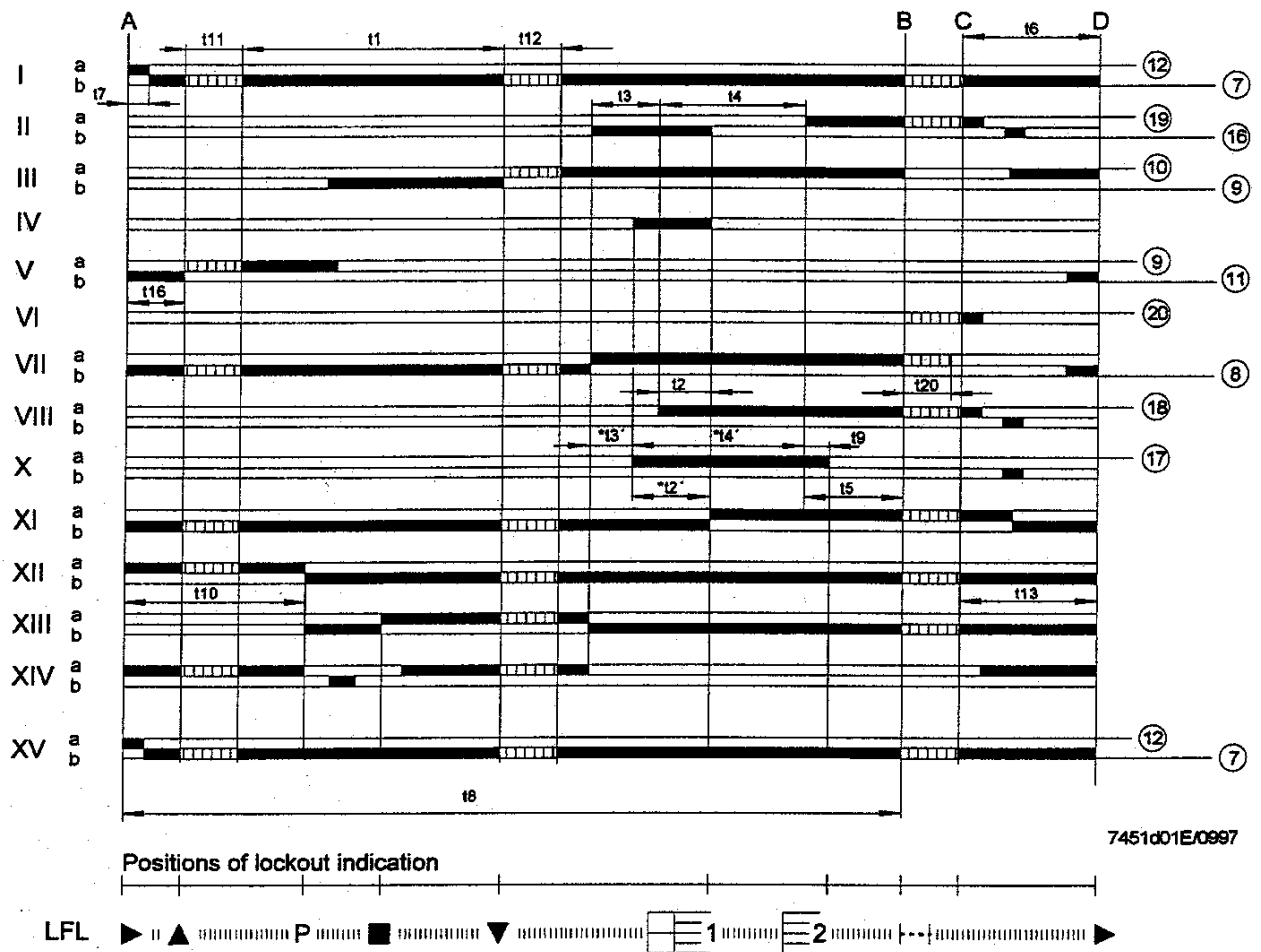 A B C D
t11 t1 t12 t6
I a 12
b 7
t7 t3 t4
II a 19
b 16
III a 10
b 9
IV
V a 9
b 11
t16
VI 20
VII a
b 8
t2 t20
VIII a 18
b
*t3´ *t4´ t9
X a 17
b
*t2´ t5
XI a
b
XII a
b
t10 t13
XIII a
b
XIV a
b
XV a 12
b 7
t8
7451d01E/0997
Positions of lockout indication
LFL P 1 2